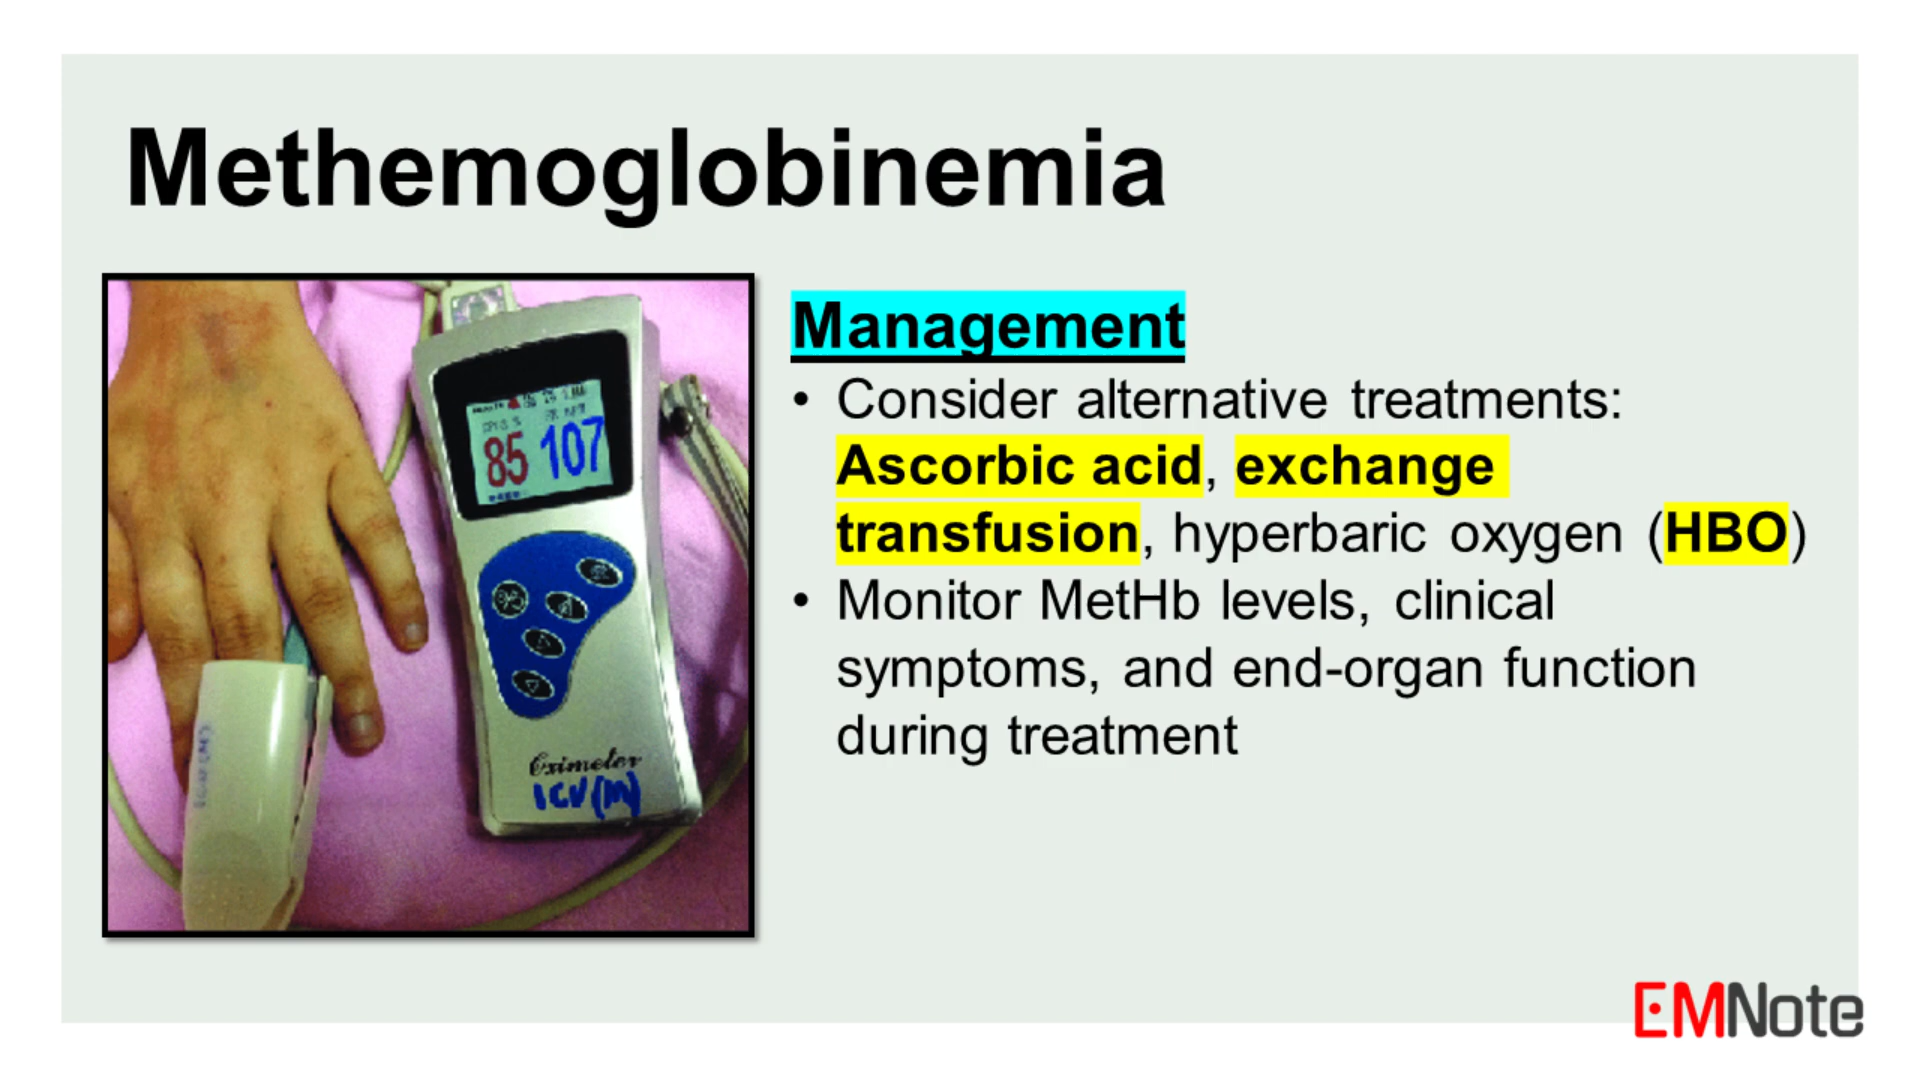 Methemoglobinemia
85 107
Oximeter
ICU (M)
Management
• Consider alternative treatments:
Ascorbic acid, exchange
transfusion, hyperbaric oxygen (HBO)
• Monitor MetHb levels, clinical
symptoms, and end-organ function
during treatment
EMNote